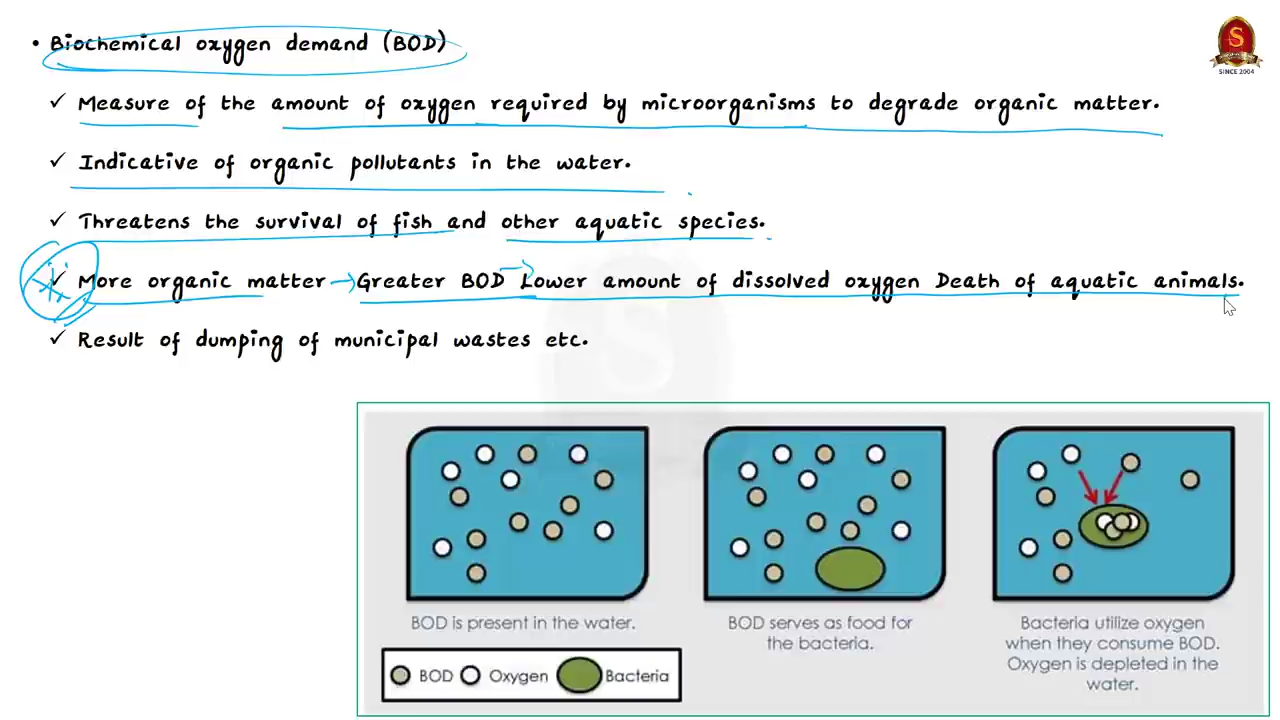 • Biochemical oxygen demand (BOD)
✓ Measure of the amount of oxygen required by microorganisms to degrade organic matter.
✓ Indicative of organic pollutants in the water.
✓ Threatens the survival of fish and other aquatic species.
✓ More organic matter → Greater BOD → Lower amount of dissolved oxygen Death of aquatic animals.
✓ Result of dumping of municipal wastes etc.
S
SINCE 2004
S
BOD is present in the water.
BOD Oxygen Bacteria
BOD serves as food for
the bacteria.
Bacteria utilize oxygen
when they consume BOD.
Oxygen is depleted in the
water.